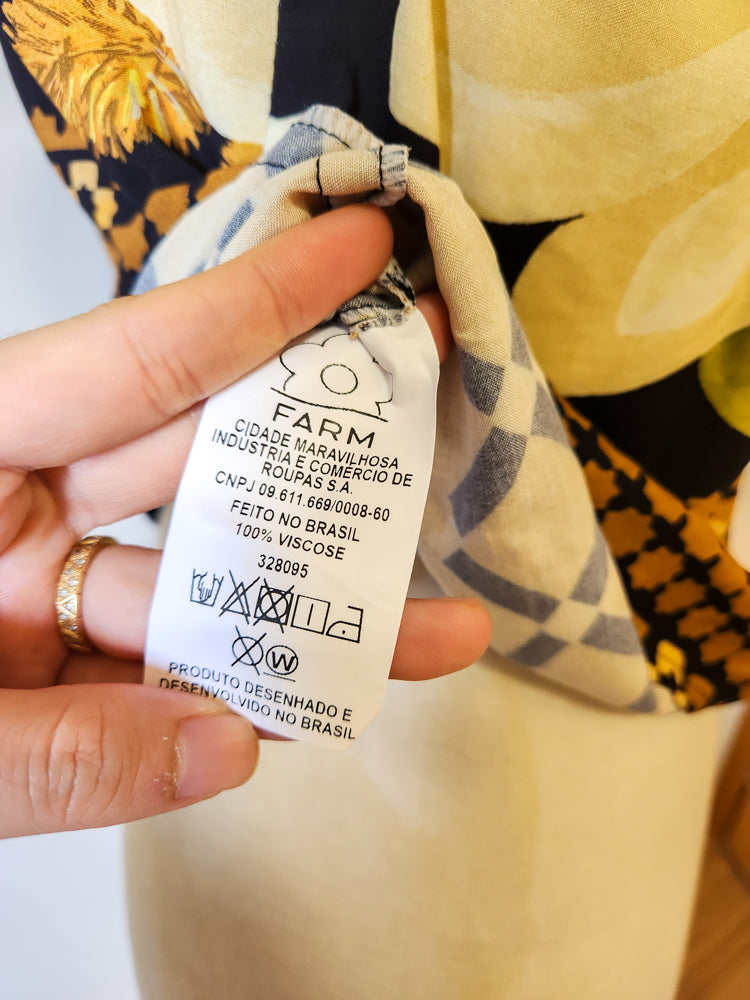 FARM
CIDADE MARAVILHOSA
INDUSTRIA E COMERCIO DE
ROUPAS S.A.
CNPJ 09.611.669/0008-60
FEITO NO BRASIL
100% VISCOSE
328095
W
PRODUTO DESENHADO E
DESENVOLVIDO NO BRASIL